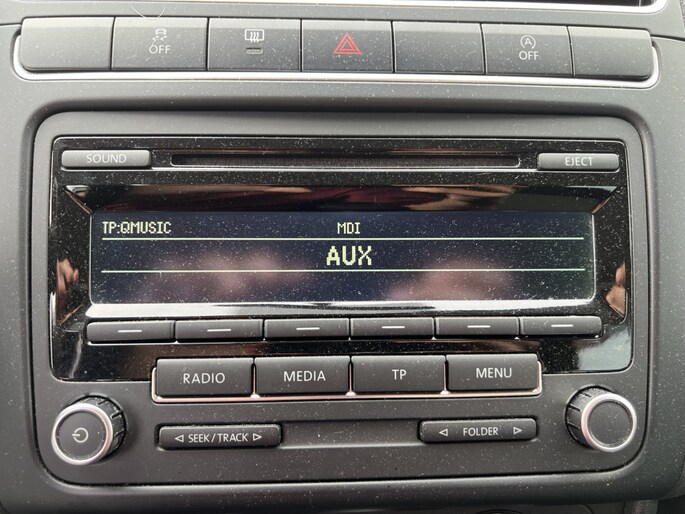 OFF
OFF
SOUND
EJECT
TP:QMUSIC MDI
AUX
RADIO MEDIA TP MENU
SEEK/TRACK
FOLDER